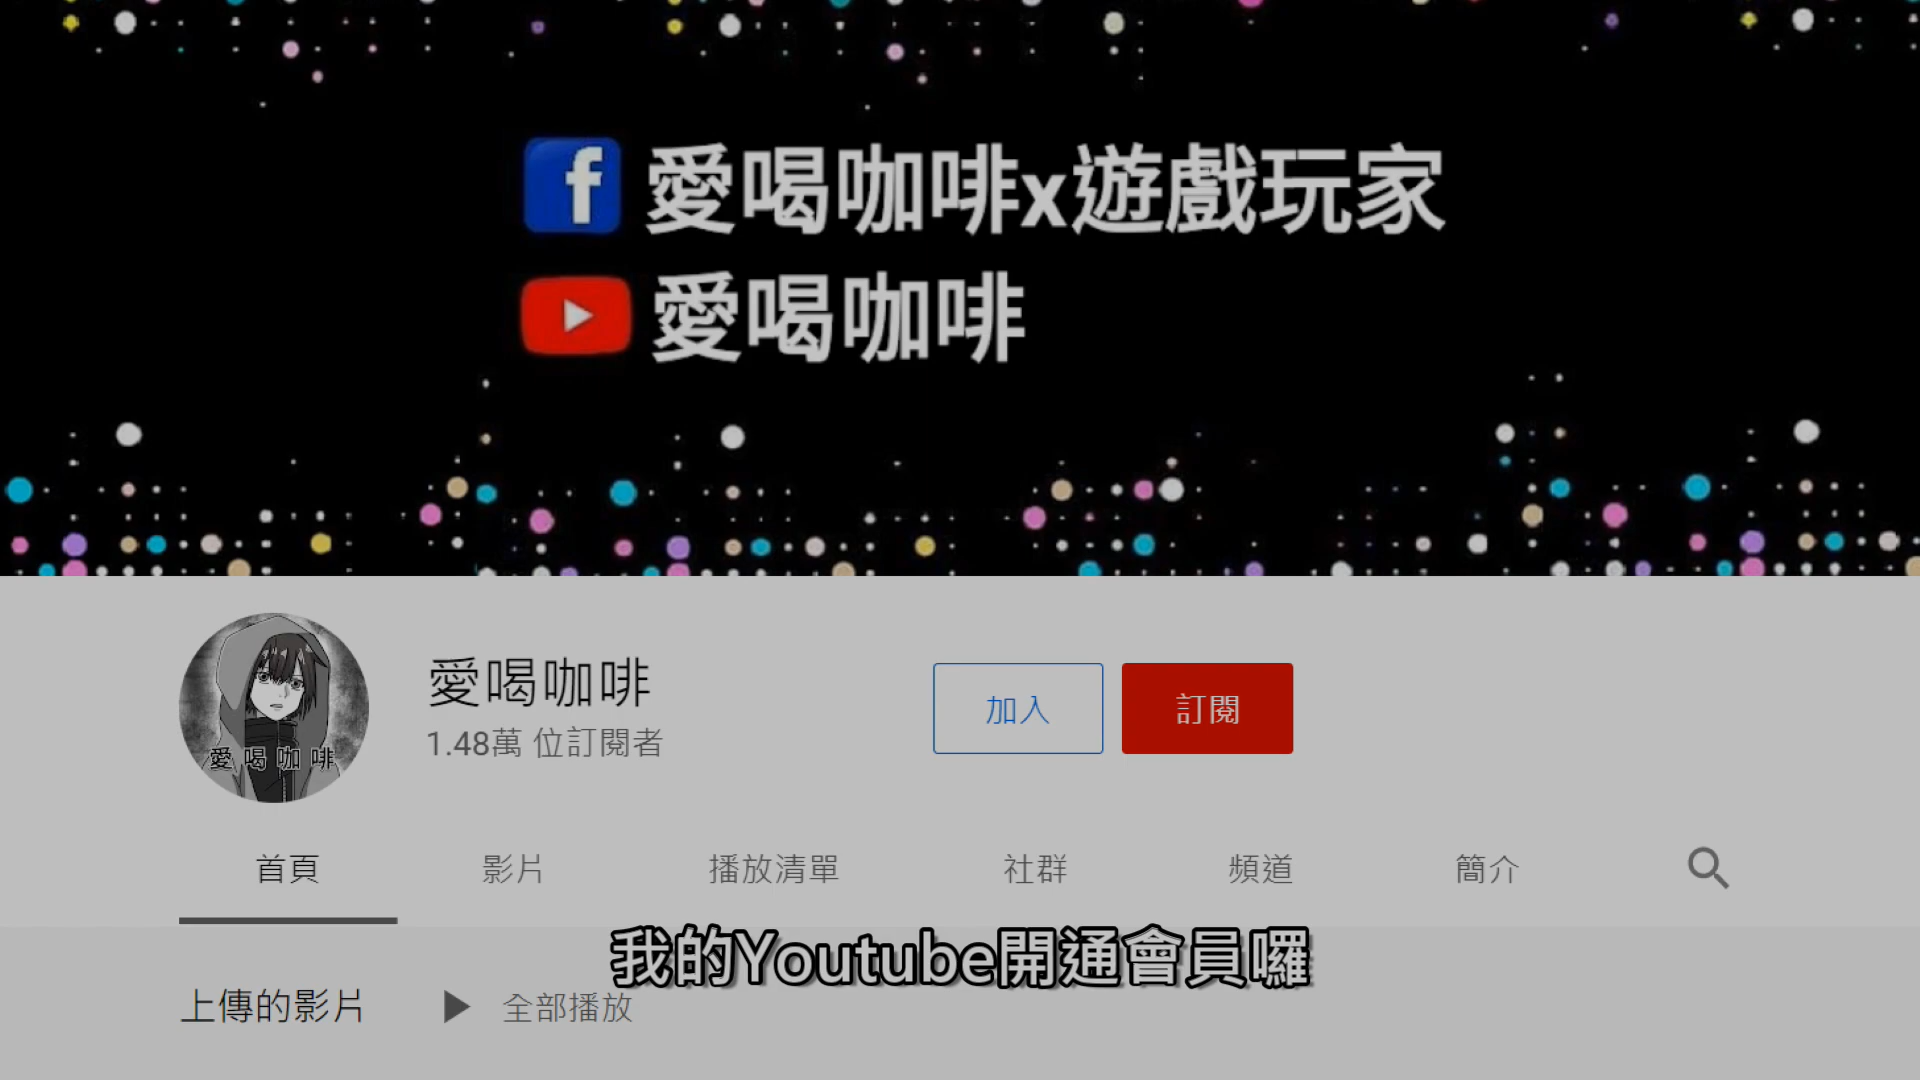 愛喝咖啡x遊戲玩家
愛喝咖啡
愛喝咖啡
愛喝咖啡
1.48萬 位訂閱者
加入
訂閱
首頁
影片
播放清單
社群
頻道
簡介
我的Youtube開通會員囉
上傳的影片
全部播放